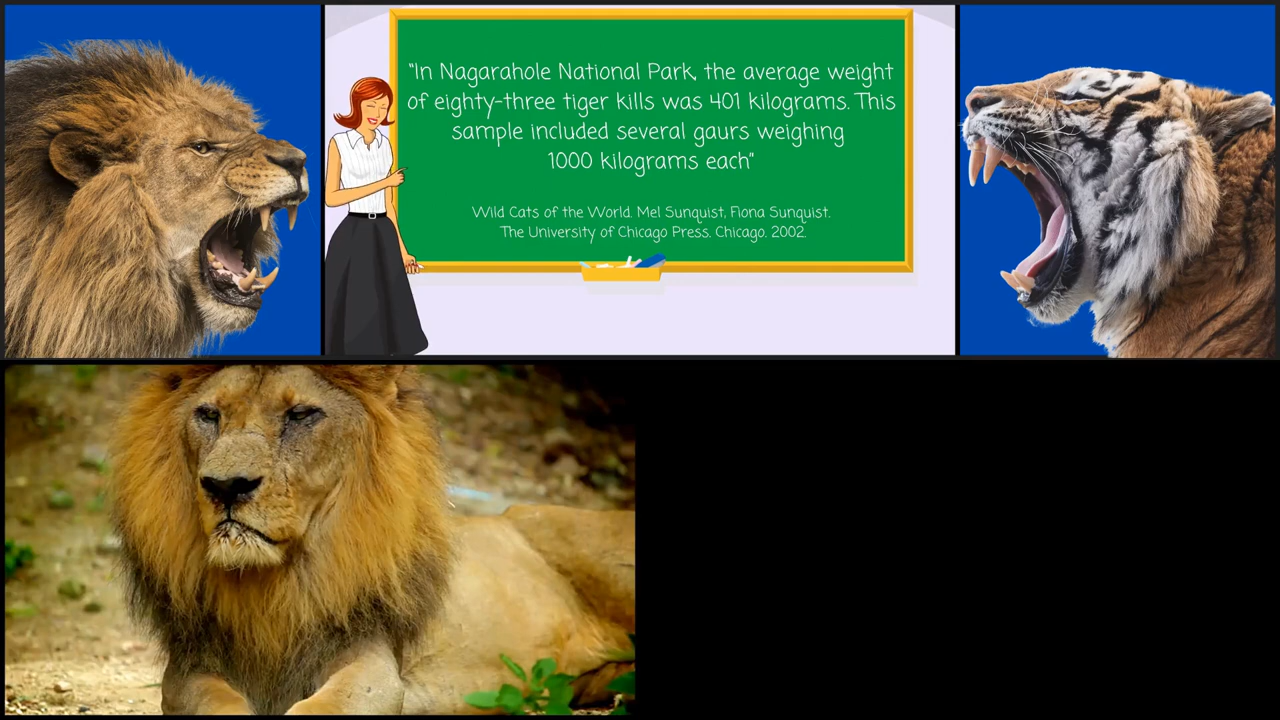 "In Nagarahole National Park, the average weight
of eighty-three tiger kills was 401 kilograms. This
sample included several gaurs weighing
1000 kilograms each"
Wild Cats of the World. Mel Sunquist, Fiona Sunquist.
The University of Chicago Press. Chicago. 2002.